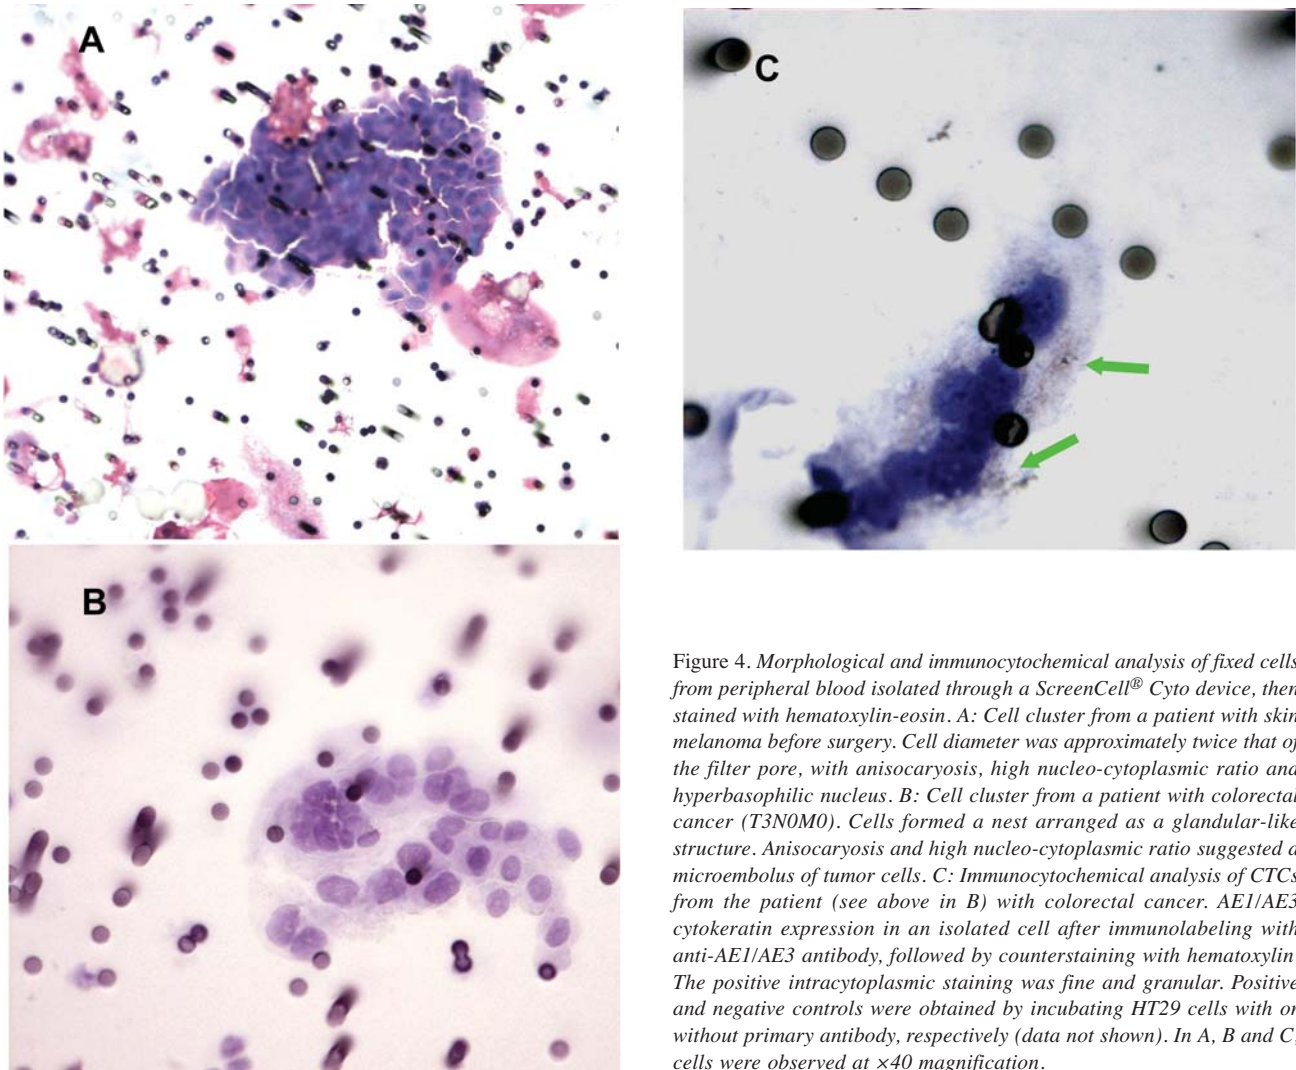 A
C
B
Figure 4. Morphological and immunocytochemical analysis of fixed cells
from peripheral blood isolated through a ScreenCell® Cyto device, then
stained with hematoxylin-eosin. A: Cell cluster from a patient with skin
melanoma before surgery. Cell diameter was approximately twice that of
the filter pore, with anisocaryosis, high nucleo-cytoplasmic ratio and
hyperbasophilic nucleus. B: Cell cluster from a patient with colorectal
cancer (T3N0M0). Cells formed a nest arranged as a glandular-like
structure. Anisocaryosis and high nucleo-cytoplasmic ratio suggested a
microembolus of tumor cells. C: Immunocytochemical analysis of CTCs
from the patient (see above in B) with colorectal cancer. AE1/AE3
cytokeratin expression in an isolated cell after immunolabeling with
anti-AE1/AE3 antibody, followed by counterstaining with hematoxylin.
The positive intracytoplasmic staining was fine and granular. Positive
and negative controls were obtained by incubating HT29 cells with or
without primary antibody, respectively (data not shown). In A, B and C,
cells were observed at ×40 magnification.